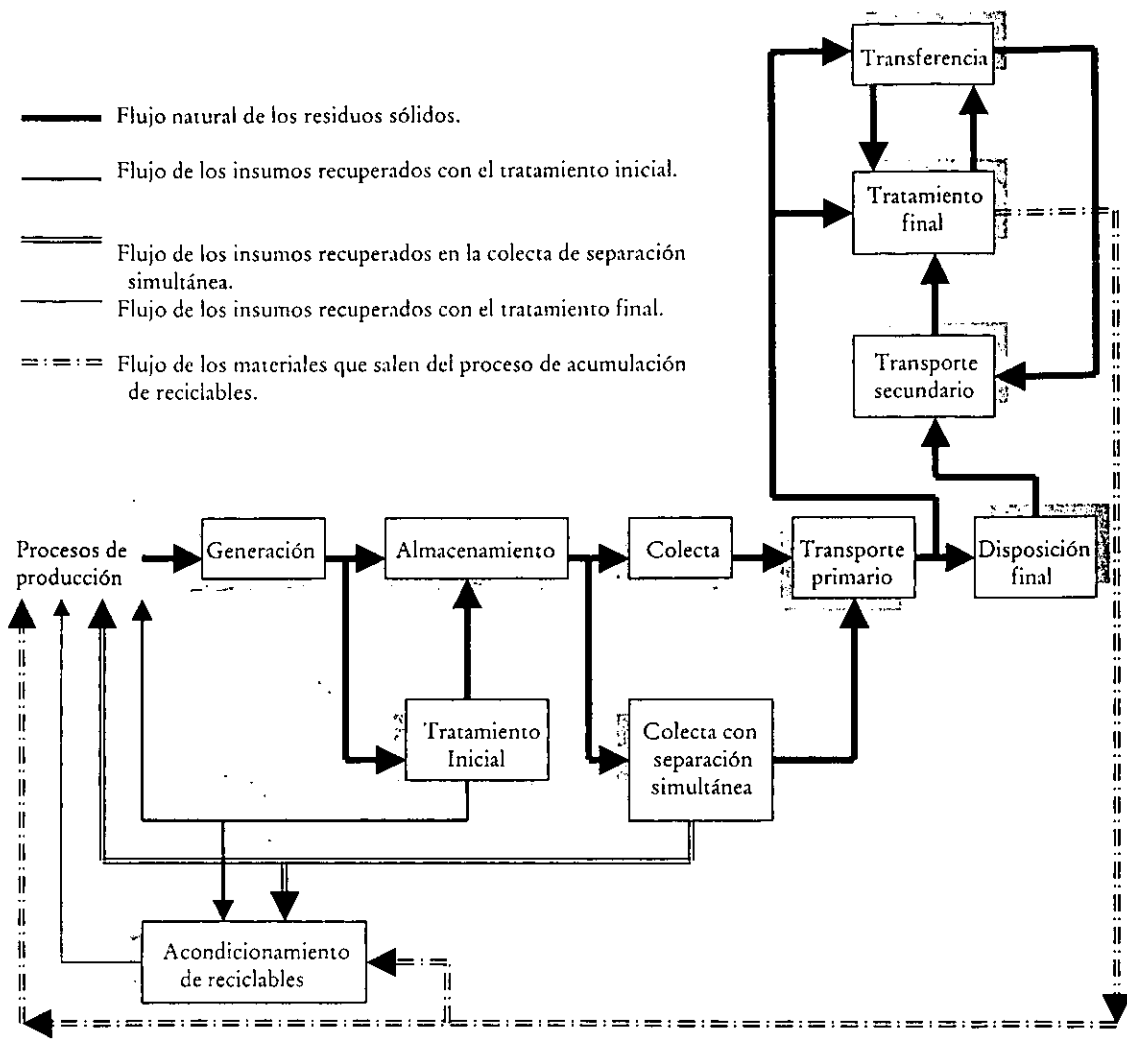 Transferencia
Flujo natural de los residuos sólidos.
Flujo de los insumos recuperados con el tratamiento inicial.
Tratamiento
final
Flujo de los insumos recuperados en la colecta de separación
simultánea.
Flujo de los insumos recuperados con el tratamiento final.
Flujo de los materiales que salen del proceso de acumulación
de reciclables.
Transporte
secundario
Procesos de
producción
Generación
Almacenamiento
Colecta
Transporte
primario
Disposición
final
Tratamiento
Inicial
Colecta con
separación
simultánea
Acondicionamiento
de reciclables